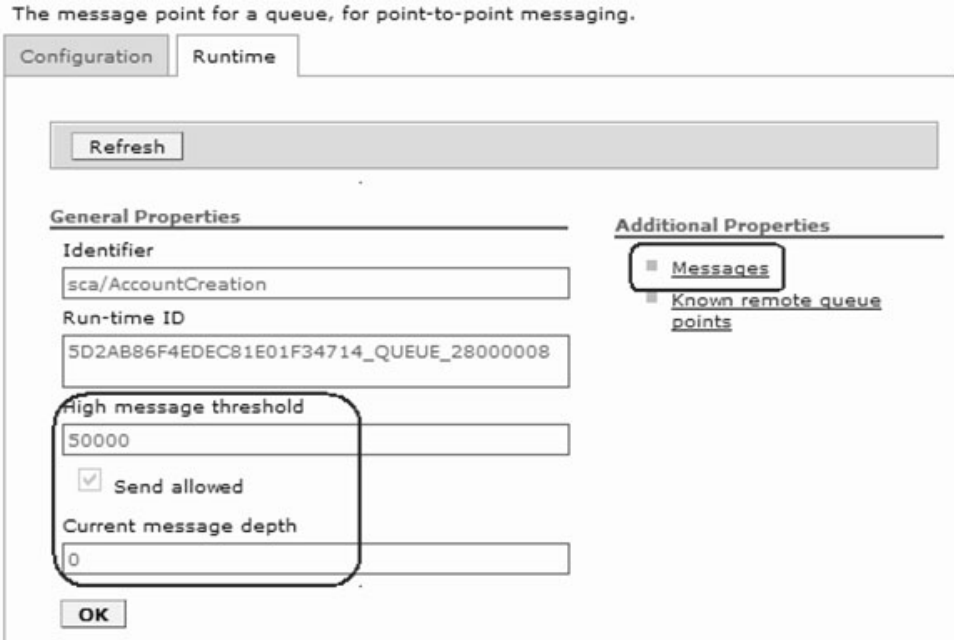 The message point for a queue, for point-to-point messaging.
Configuration
Runtime
Refresh
General Properties
Identifier
sca/AccountCreation
Run-time ID
5D2AB86F4EDEC81E01F34714_QUEUE_28000008
High message threshold
50000
Send allowed
Current message depth
0
OK
Additional Properties
Messages
Known remote queue
points